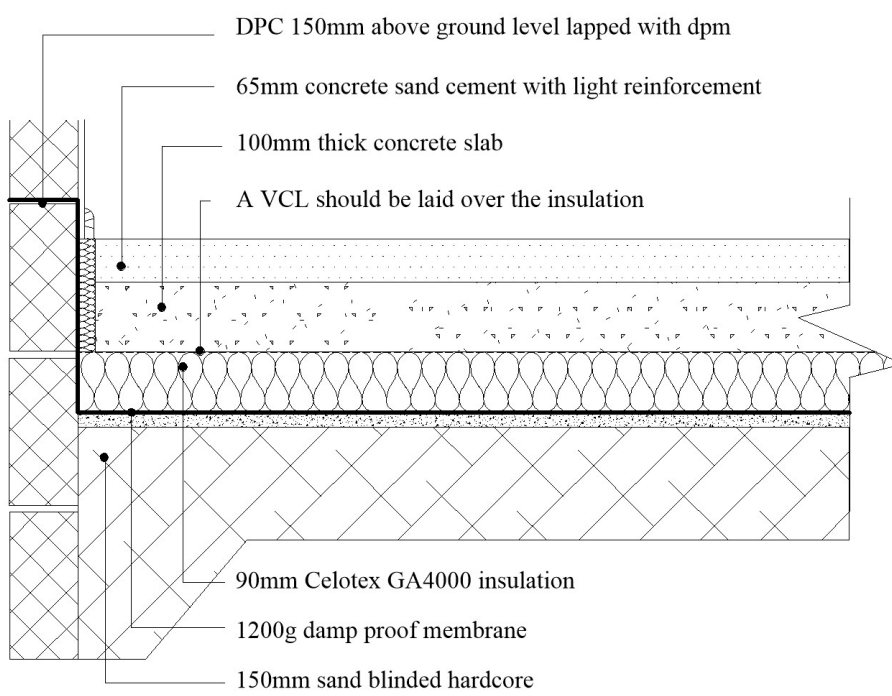 DPC 150mm above ground level lapped with dpm
65mm concrete sand cement with light reinforcement
100mm thick concrete slab
A VCL should be laid over the insulation
90mm Celotex GA4000 insulation
1200g damp proof membrane
150mm sand blinded hardcore